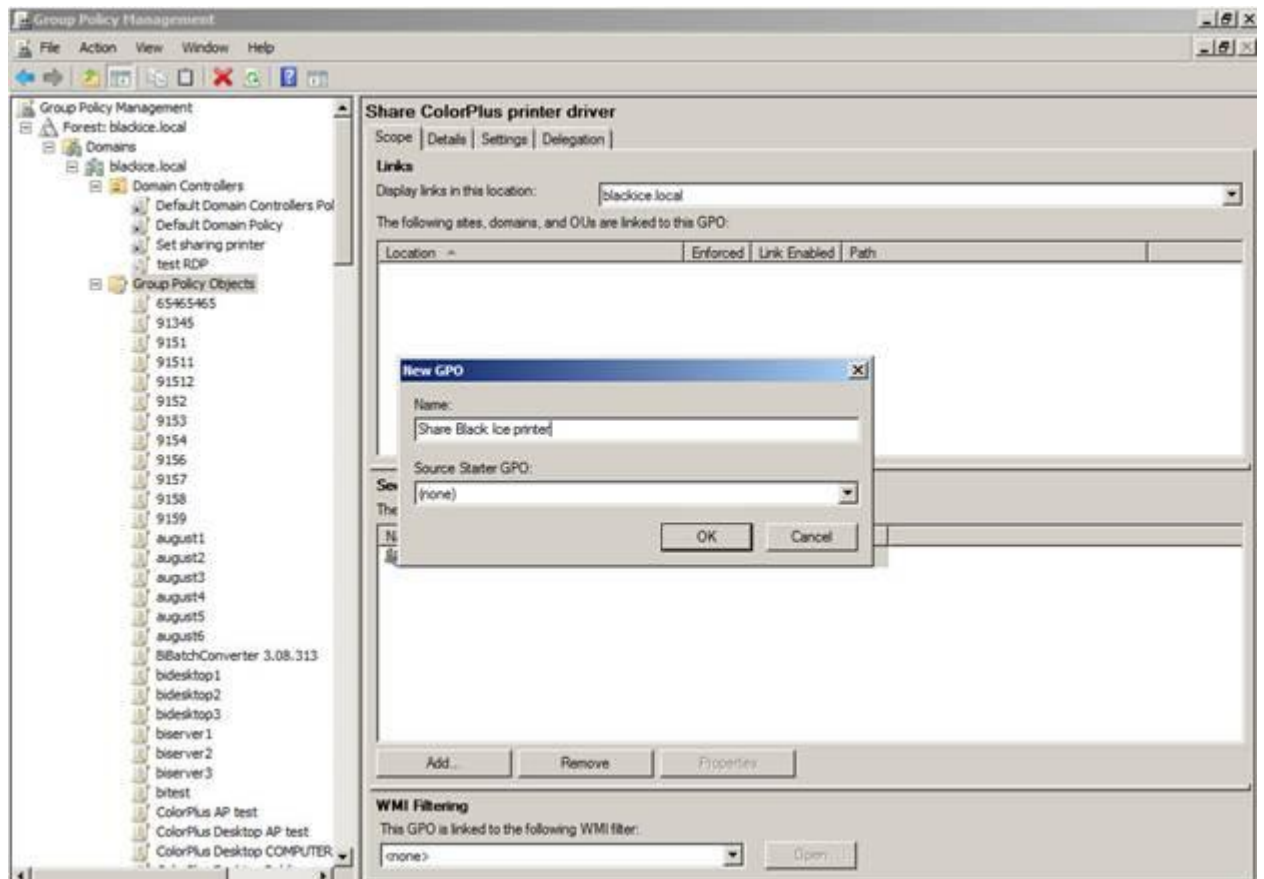 Group Policy Management
File Action View Window Help
Group Policy Management
Forest: blackice.local
Domains
blackice.local
Domain Controllers
Default Domain Controllers Pol
Default Domain Policy
Set sharing printer
test RDP
Group Policy Objects
65465465
91345
9151
91511
91512
9152
9153
9154
9156
9157
9158
9159
august1
august2
august3
august4
august5
august6
BiBatchConverter 3.08.313
bidesktop1
bidesktop2
bidesktop3
biserver1
biserver2
biserver3
bitest
ColorPlus AP test
ColorPlus Desktop AP test
ColorPlus Desktop COMPUTER
Share ColorPlus printer driver
Scope Details Settings Delegation
Links
Display links in this location: blackice.local
The following sites, domains, and OUs are linked to this GPO:
Location Enforced Link Enabled Path
New GPO
Name:
Share Black Ice printer
Source Starter GPO:
(none)
OK Cancel
The
Add... Remove Properties
WMI Filtering
This GPO is linked to the following WMI filter:
<none> Open